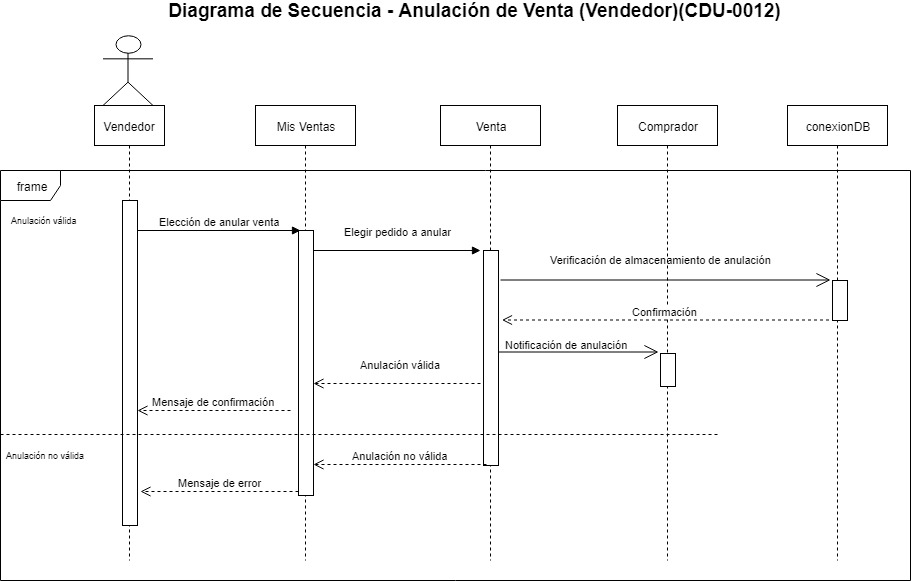 Diagrama de Secuencia - Anulación de Venta (Vendedor)(CDU-0012)
Vendedor
Mis Ventas
Venta
Comprador
conexionDB
frame
Anulación válida
Elección de anular venta
Elegir pedido a anular
Verificación de almacenamiento de anulación
Confirmación
Notificación de anulación
Anulación válida
Mensaje de confirmación
Anulación no válida
Anulación no válida
Mensaje de error